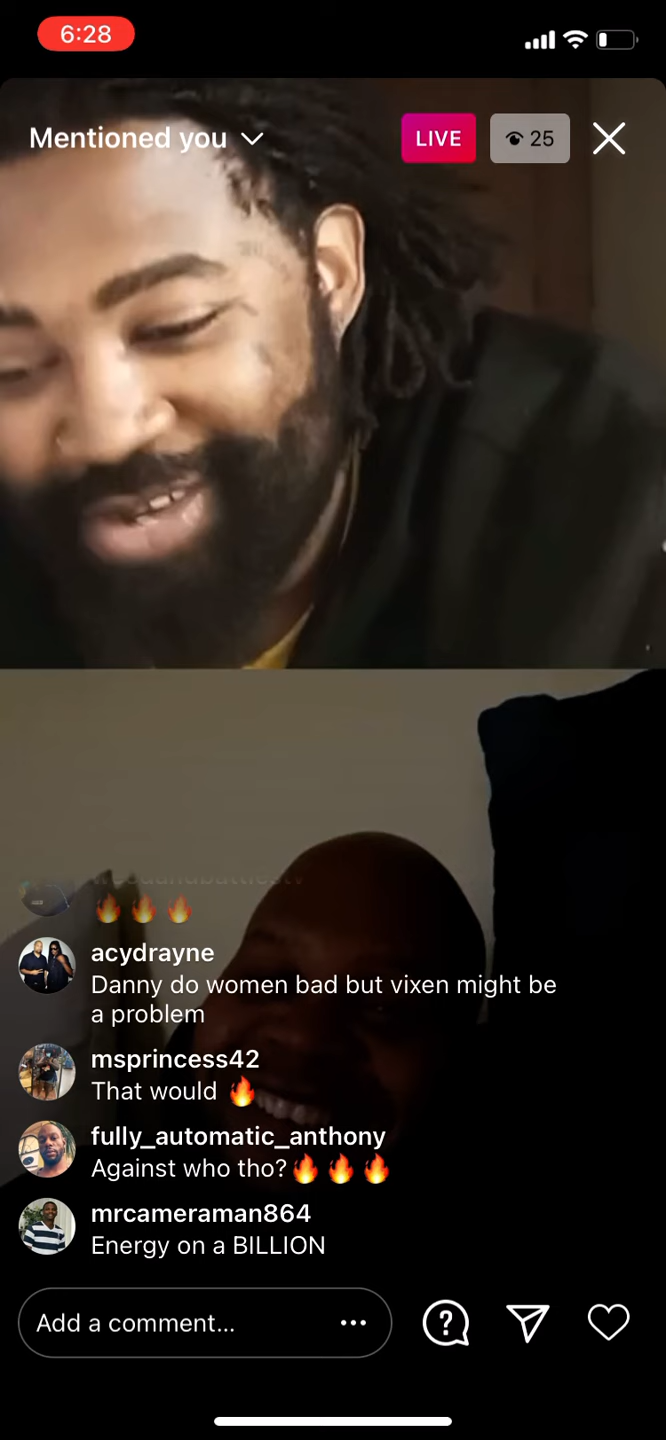 6:28
Mentioned you
LIVE
25
🔥 🔥 🔥
acydrayne
Danny do women bad but vixen might be
a problem
msprincess42
That would 🔥
fully_automatic_anthony
Against who tho?🔥 🔥 🔥
mrcameraman864
Energy on a BILLION
Add a comment...